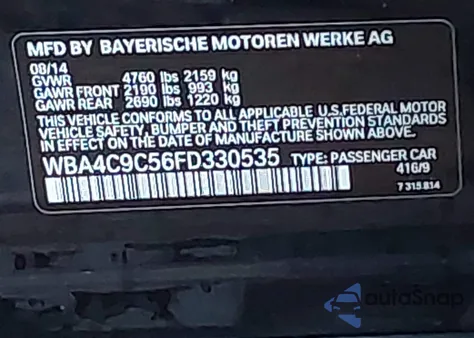 MFD BY BAYERISCHE MOTOREN WERKE AG
08/14
GVWR 4760 lbs 2159 kg
GAWR FRONT 2190 lbs 993 kg
GAWR REAR 2690 lbs 1220 kg
THIS VEHICLE CONFORMS TO ALL APPLICABLE U.S.FEDERAL MOTOR
VEHICLE SAFETY, BUMPER AND THEFT PREVENTION STANDARDS
IN EFFECT ON THE DATE OF MANUFACTURE SHOWN ABOVE.
WBA4C9C56FD330535 TYPE: PASSENGER CAR
416/9
7 315.814
autoSnap